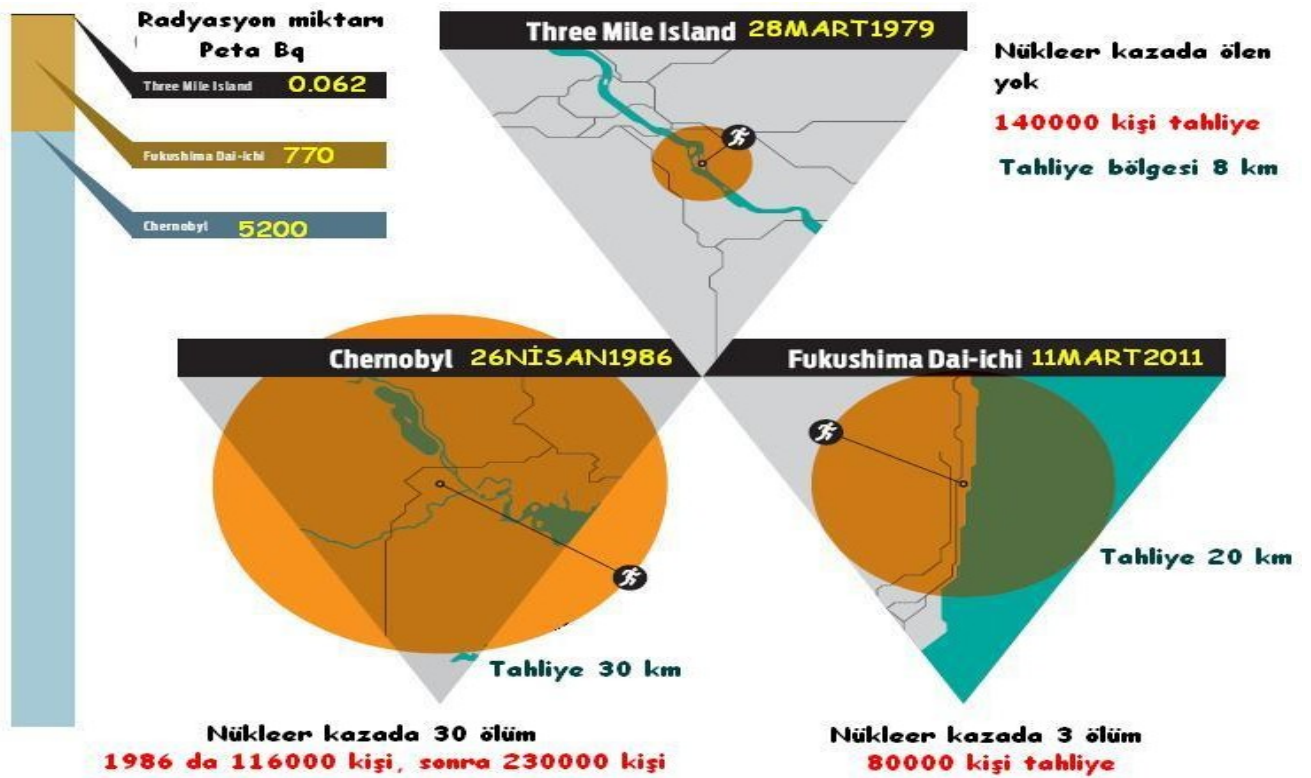 Radyasyon miktarı
Peta Bq
Three Mile Island 0.062
Fukushima Dai-ichi 770
Chernobyl 5200
Three Mile Island 28MART1979
Nükleer kazada ölen
yok
140000 kişi tahliye
Tahliye bölgesi 8 km
Chernobyl 26NİSAN1986
Tahliye 30 km
Nükleer kazada 30 ölüm
1986 da 116000 kişi, sonra 230000 kişi
Fukushima Dai-ichi 11MART2011
Tahliye 20 km
Nükleer kazada 3 ölüm
80000 kişi tahliye